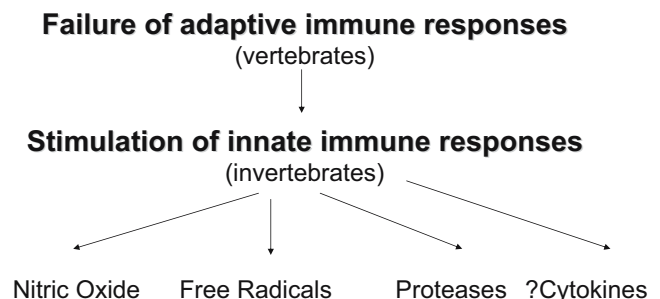 Failure of adaptive immune responses
(vertebrates)
Stimulation of innate immune responses
(invertebrates)
Nitric Oxide Free Radicals Proteases ?Cytokines